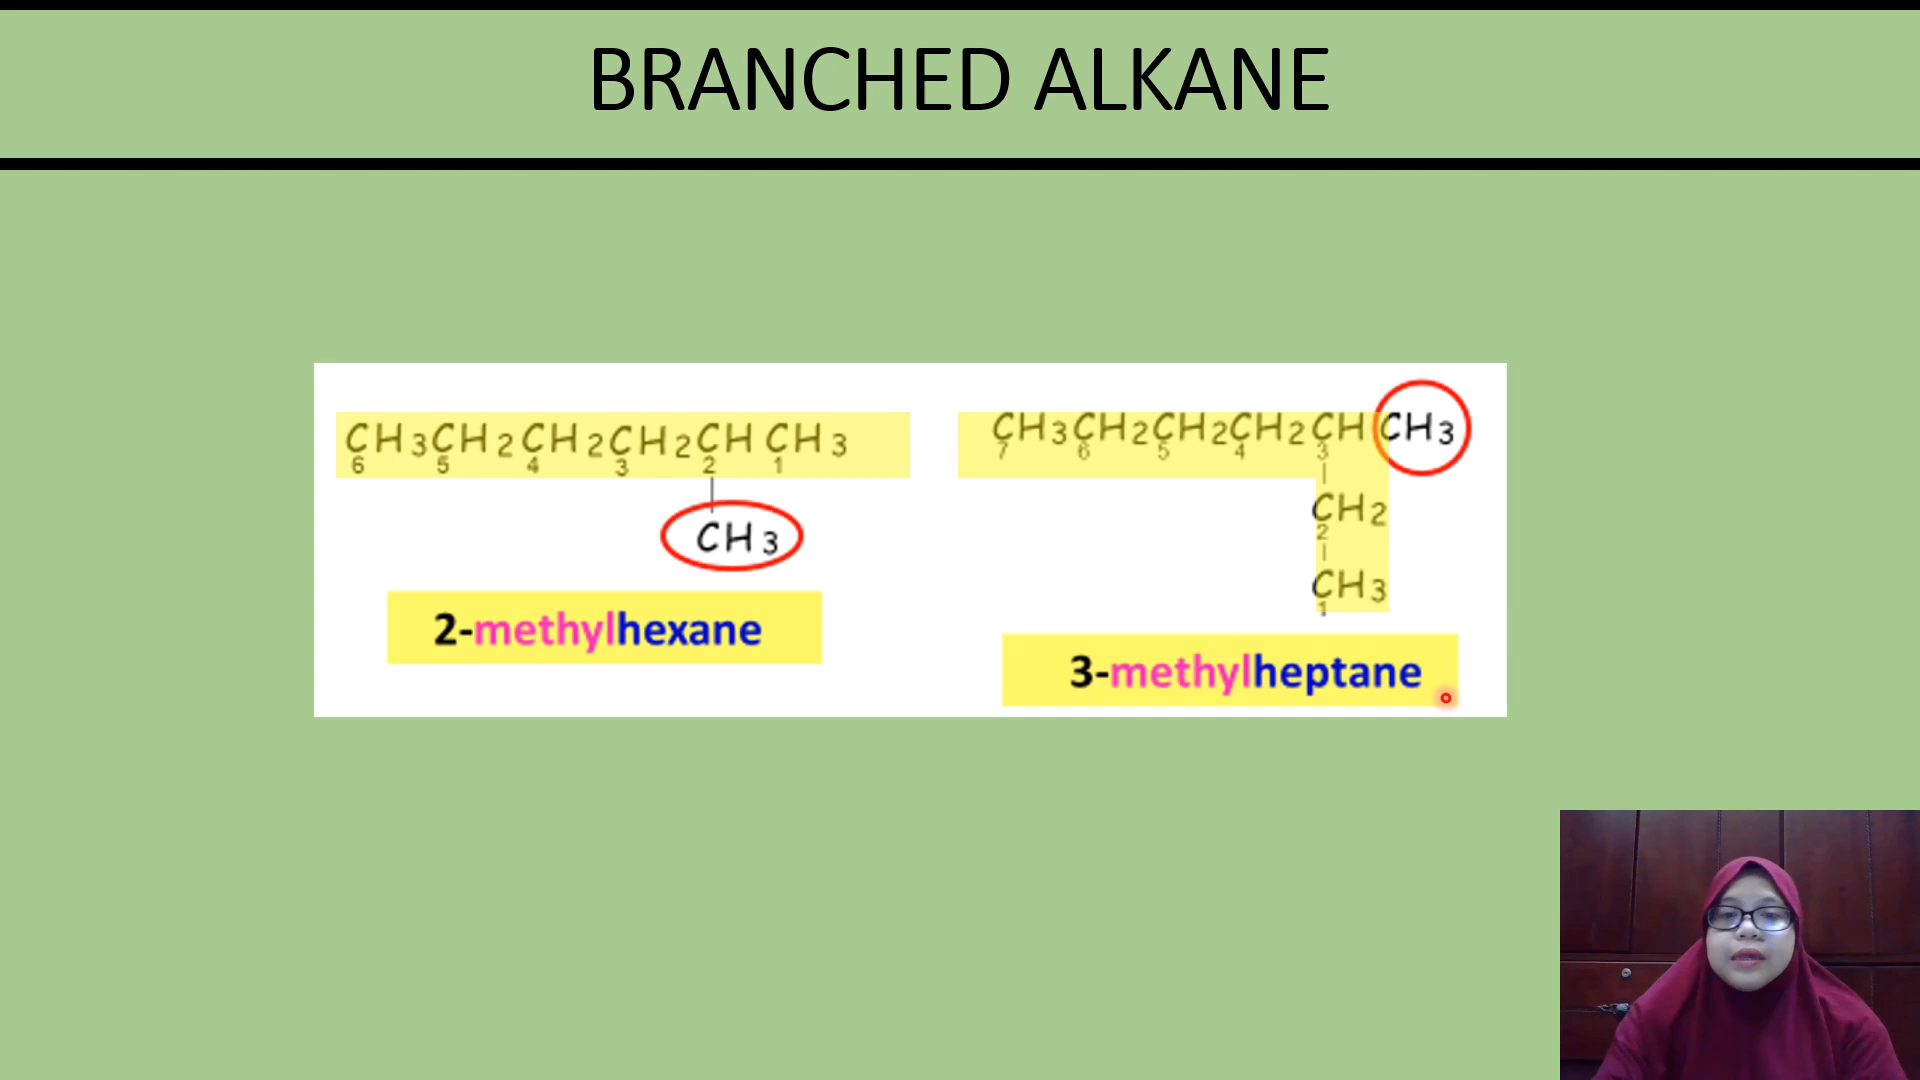 BRANCHED ALKANE
CH3CH2CH2CH2CH CH3
6 5 4 3 2 1
CH3
2-methylhexane
CH3CH2CH2CH2CH CH3
7 6 5 4 3
CH2
2
CH3
1
3-methylheptane